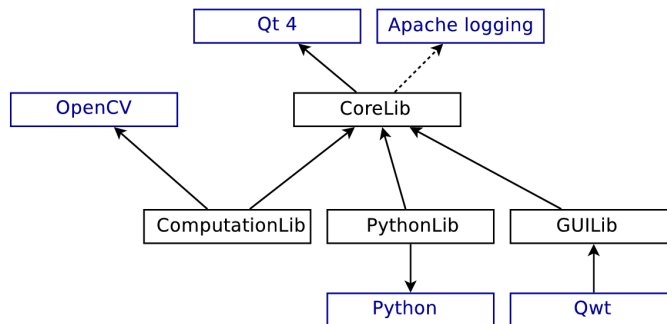 Qt 4
Apache logging
OpenCV
CoreLib
ComputationLib
PythonLib
GUILib
Python
Qwt